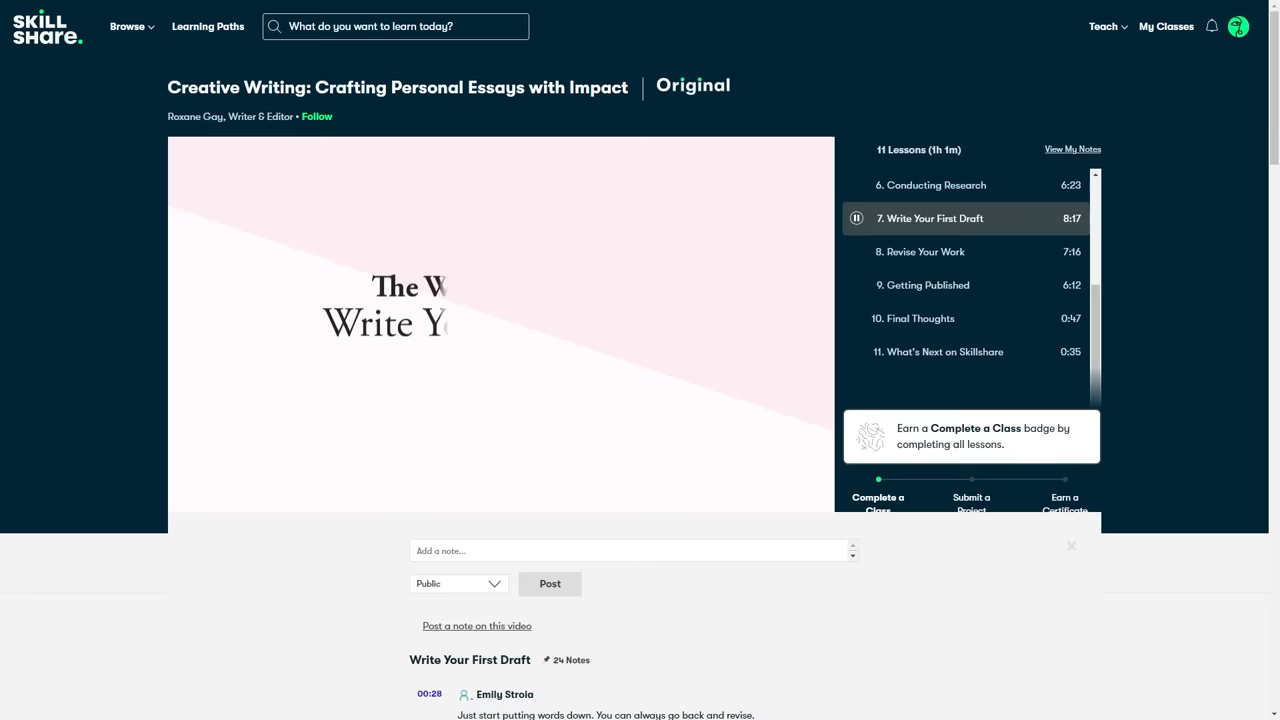 SKILL
SHARE.
Browse
Learning Paths
What do you want to learn today?
Teach
My Classes
Creative Writing: Crafting Personal Essays with Impact
Original
Roxane Gay, Writer & Editor • Follow
The W
Write Y
11 Lessons (1h 1m)
View My Notes
6. Conducting Research 6:23
7. Write Your First Draft 8:17
8. Revise Your Work 7:16
9. Getting Published 6:12
10. Final Thoughts 0:47
11. What's Next on Skillshare 0:35
Earn a Complete a Class badge by
completing all lessons.
Complete a
Class
Submit a
Project
Earn a
Certificate
Add a note...
Public
Post
Post a note on this video
Write Your First Draft 24 Notes
00:28 Emily Stroia
Just start putting words down. You can always go back and revise.